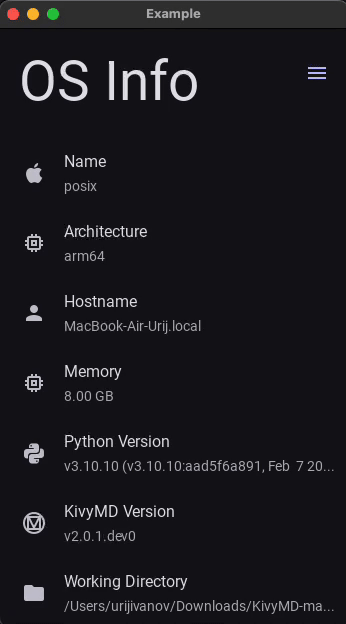 Example
OS Info
Name
posix
Architecture
arm64
Hostname
MacBook-Air-Urij.local
Memory
8.00 GB
Python Version
v3.10.10 (v3.10.10:aad5f6a891, Feb  7 20...
KivyMD Version
v2.0.1.dev0
Working Directory
/Users/urijivanov/Downloads/KivyMD-ma...